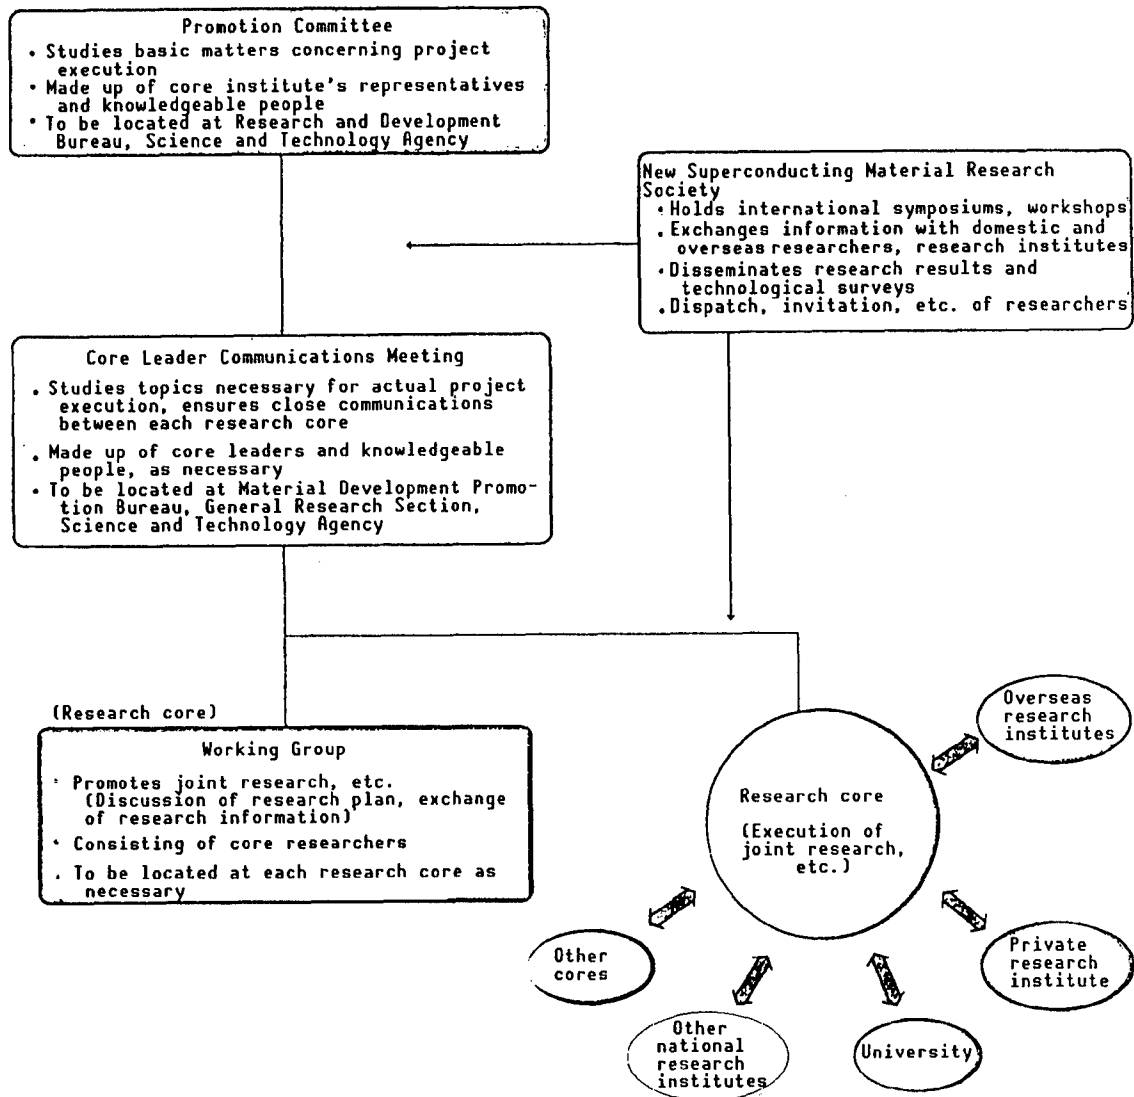 Promotion Committee
• Studies basic matters concerning project
execution
• Made up of core institute's representatives
and knowledgeable people
• To be located at Research and Development
Bureau, Science and Technology Agency
New Superconducting Material Research
Society
• Holds international symposiums, workshops
• Exchanges information with domestic and
overseas researchers, research institutes
• Disseminates research results and
technological surveys
• Dispatch, invitation, etc. of researchers
Core Leader Communications Meeting
• Studies topics necessary for actual project
execution, ensures close communications
between each research core
• Made up of core leaders and knowledgeable
people, as necessary
• To be located at Material Development Promo-
tion Bureau, General Research Section,
Science and Technology Agency
(Research core)
Working Group
• Promotes joint research, etc.
(Discussion of research plan, exchange
of research information)
• Consisting of core researchers
• To be located at each research core as
necessary
Research core
(Execution of
joint research,
etc.)
Overseas
research
institutes
Private
research
institute
University
Other
national
research
institutes
Other
cores